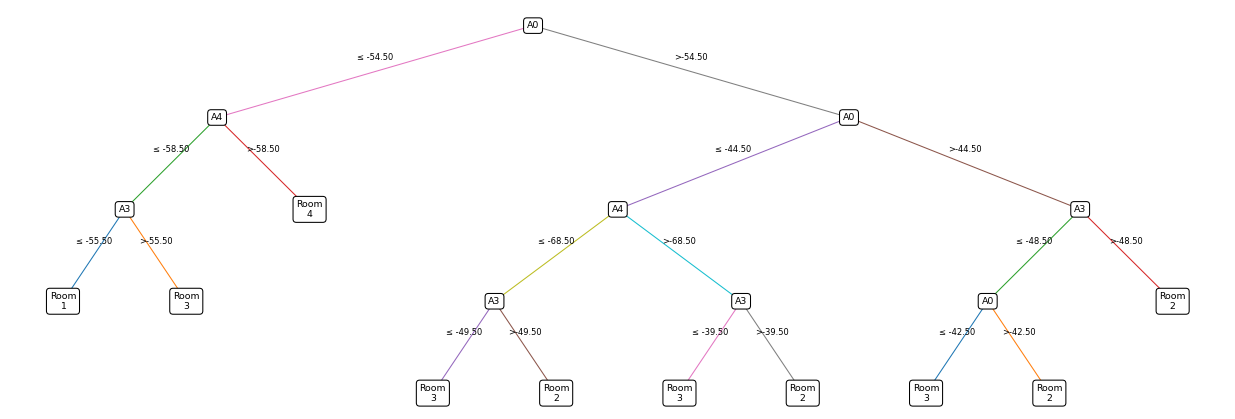 A0
≤ -54.50
>-54.50
A4
A0
≤ -58.50
>-58.50
≤ -44.50
>-44.50
A3
Room
4
A4
A3
≤ -55.50
>-55.50
≤ -68.50
>-68.50
≤ -48.50
>-48.50
Room
1
Room
3
A3
A3
A0
Room
2
≤ -49.50
>-49.50
≤ -39.50
>-39.50
≤ -42.50
>-42.50
Room
3
Room
2
Room
3
Room
2
Room
3
Room
2